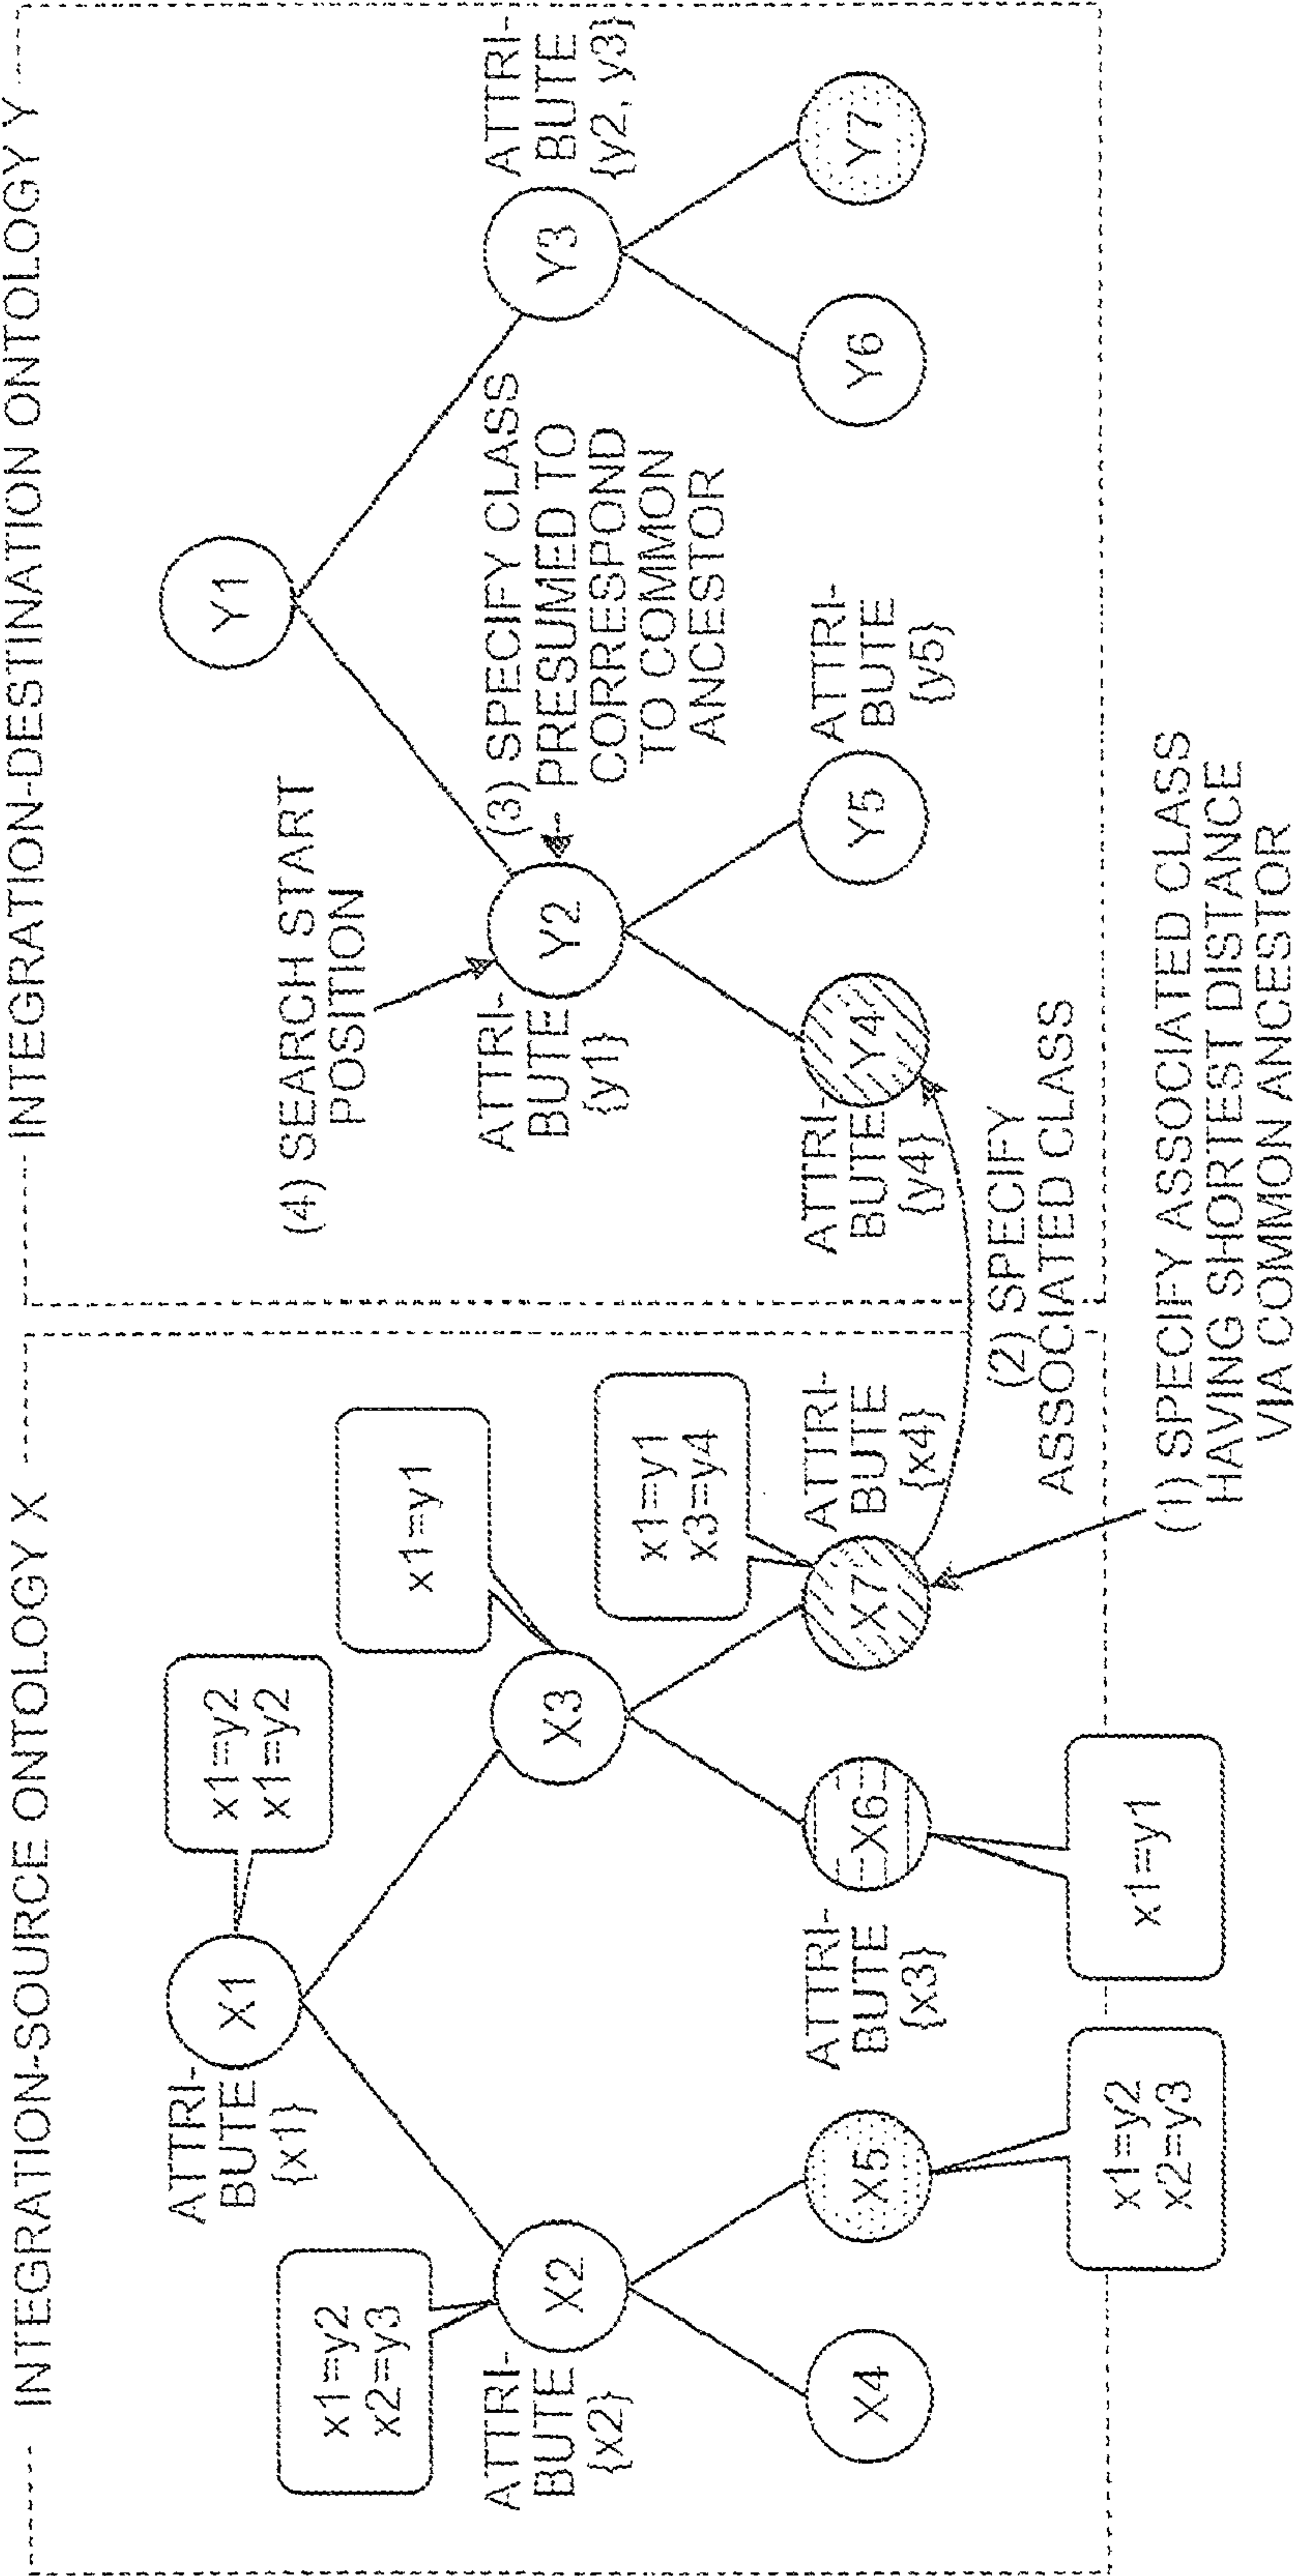 INTEGRATION-SOURCE ONTOLOGY X
X1
ATTRI-
BUTE
{x1}
x1=y2
x1=y2
x1=y2
x2=y3
X2
ATTRI-
BUTE
{x2}
X3
x1=y1
X4
X5
x1=y2
x2=y3
ATTRI-
BUTE
{x3}
X6
x1=y1
X7
x1=y1
x3=y4
ATTRI-
BUTE
{x4}
INTEGRATION-DESTINATION ONTOLOGY Y
Y1
(4) SEARCH START
POSITION
ATTRI-
BUTE
{y1}
Y2
(3) SPECIFY CLASS
PRESUMED TO
CORRESPOND
TO COMMON
ANCESTOR
Y3
ATTRI-
BUTE
{y2, y3}
ATTRI-
BUTE
{y4}
Y4
Y5
ATTRI-
BUTE
{y5}
Y6
Y7
(2) SPECIFY
ASSOCIATED CLASS
(1) SPECIFY ASSOCIATED CLASS
HAVING SHORTEST DISTANCE
VIA COMMON ANCESTOR